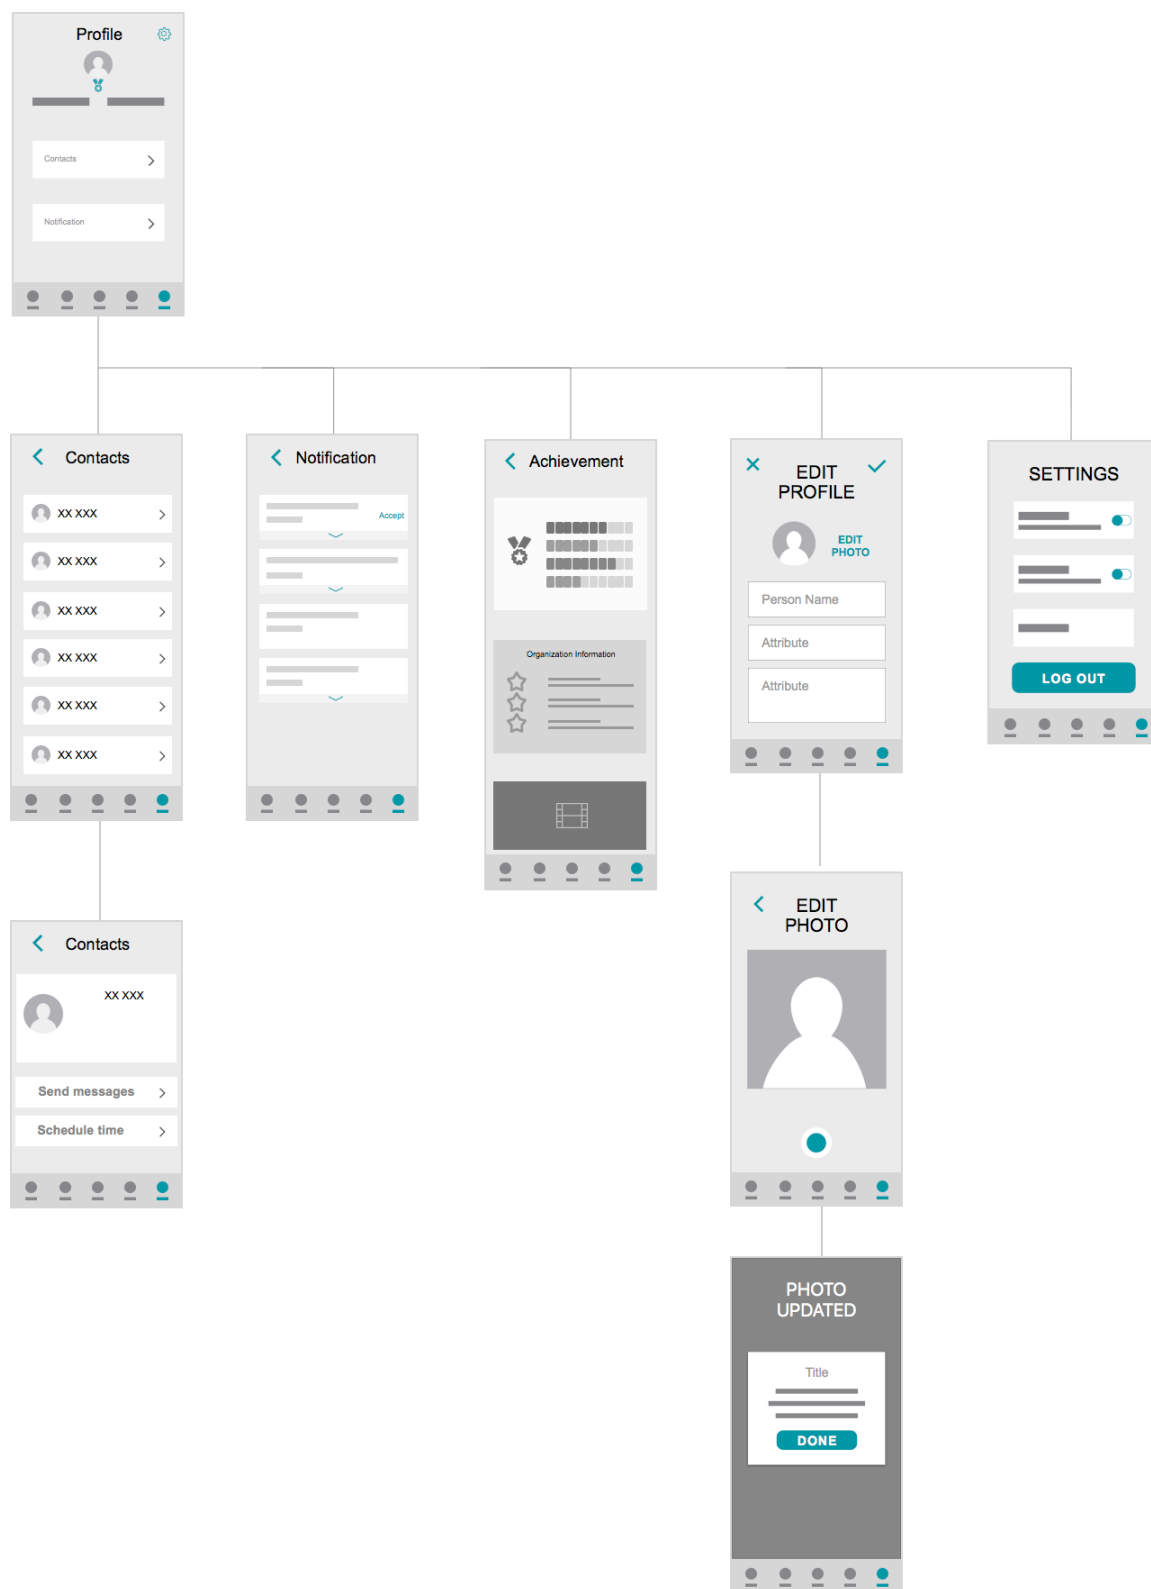 Profile
Contacts
Notification
Contacts
XX XXX
XX XXX
XX XXX
XX XXX
XX XXX
XX XXX
Notification
Accept
Achievement
Organization Information
EDIT
PROFILE
EDIT
PHOTO
Person Name
Attribute
Attribute
SETTINGS
LOG OUT
Contacts
XX XXX
Send messages
Schedule time
EDIT
PHOTO
PHOTO
UPDATED
Title
DONE